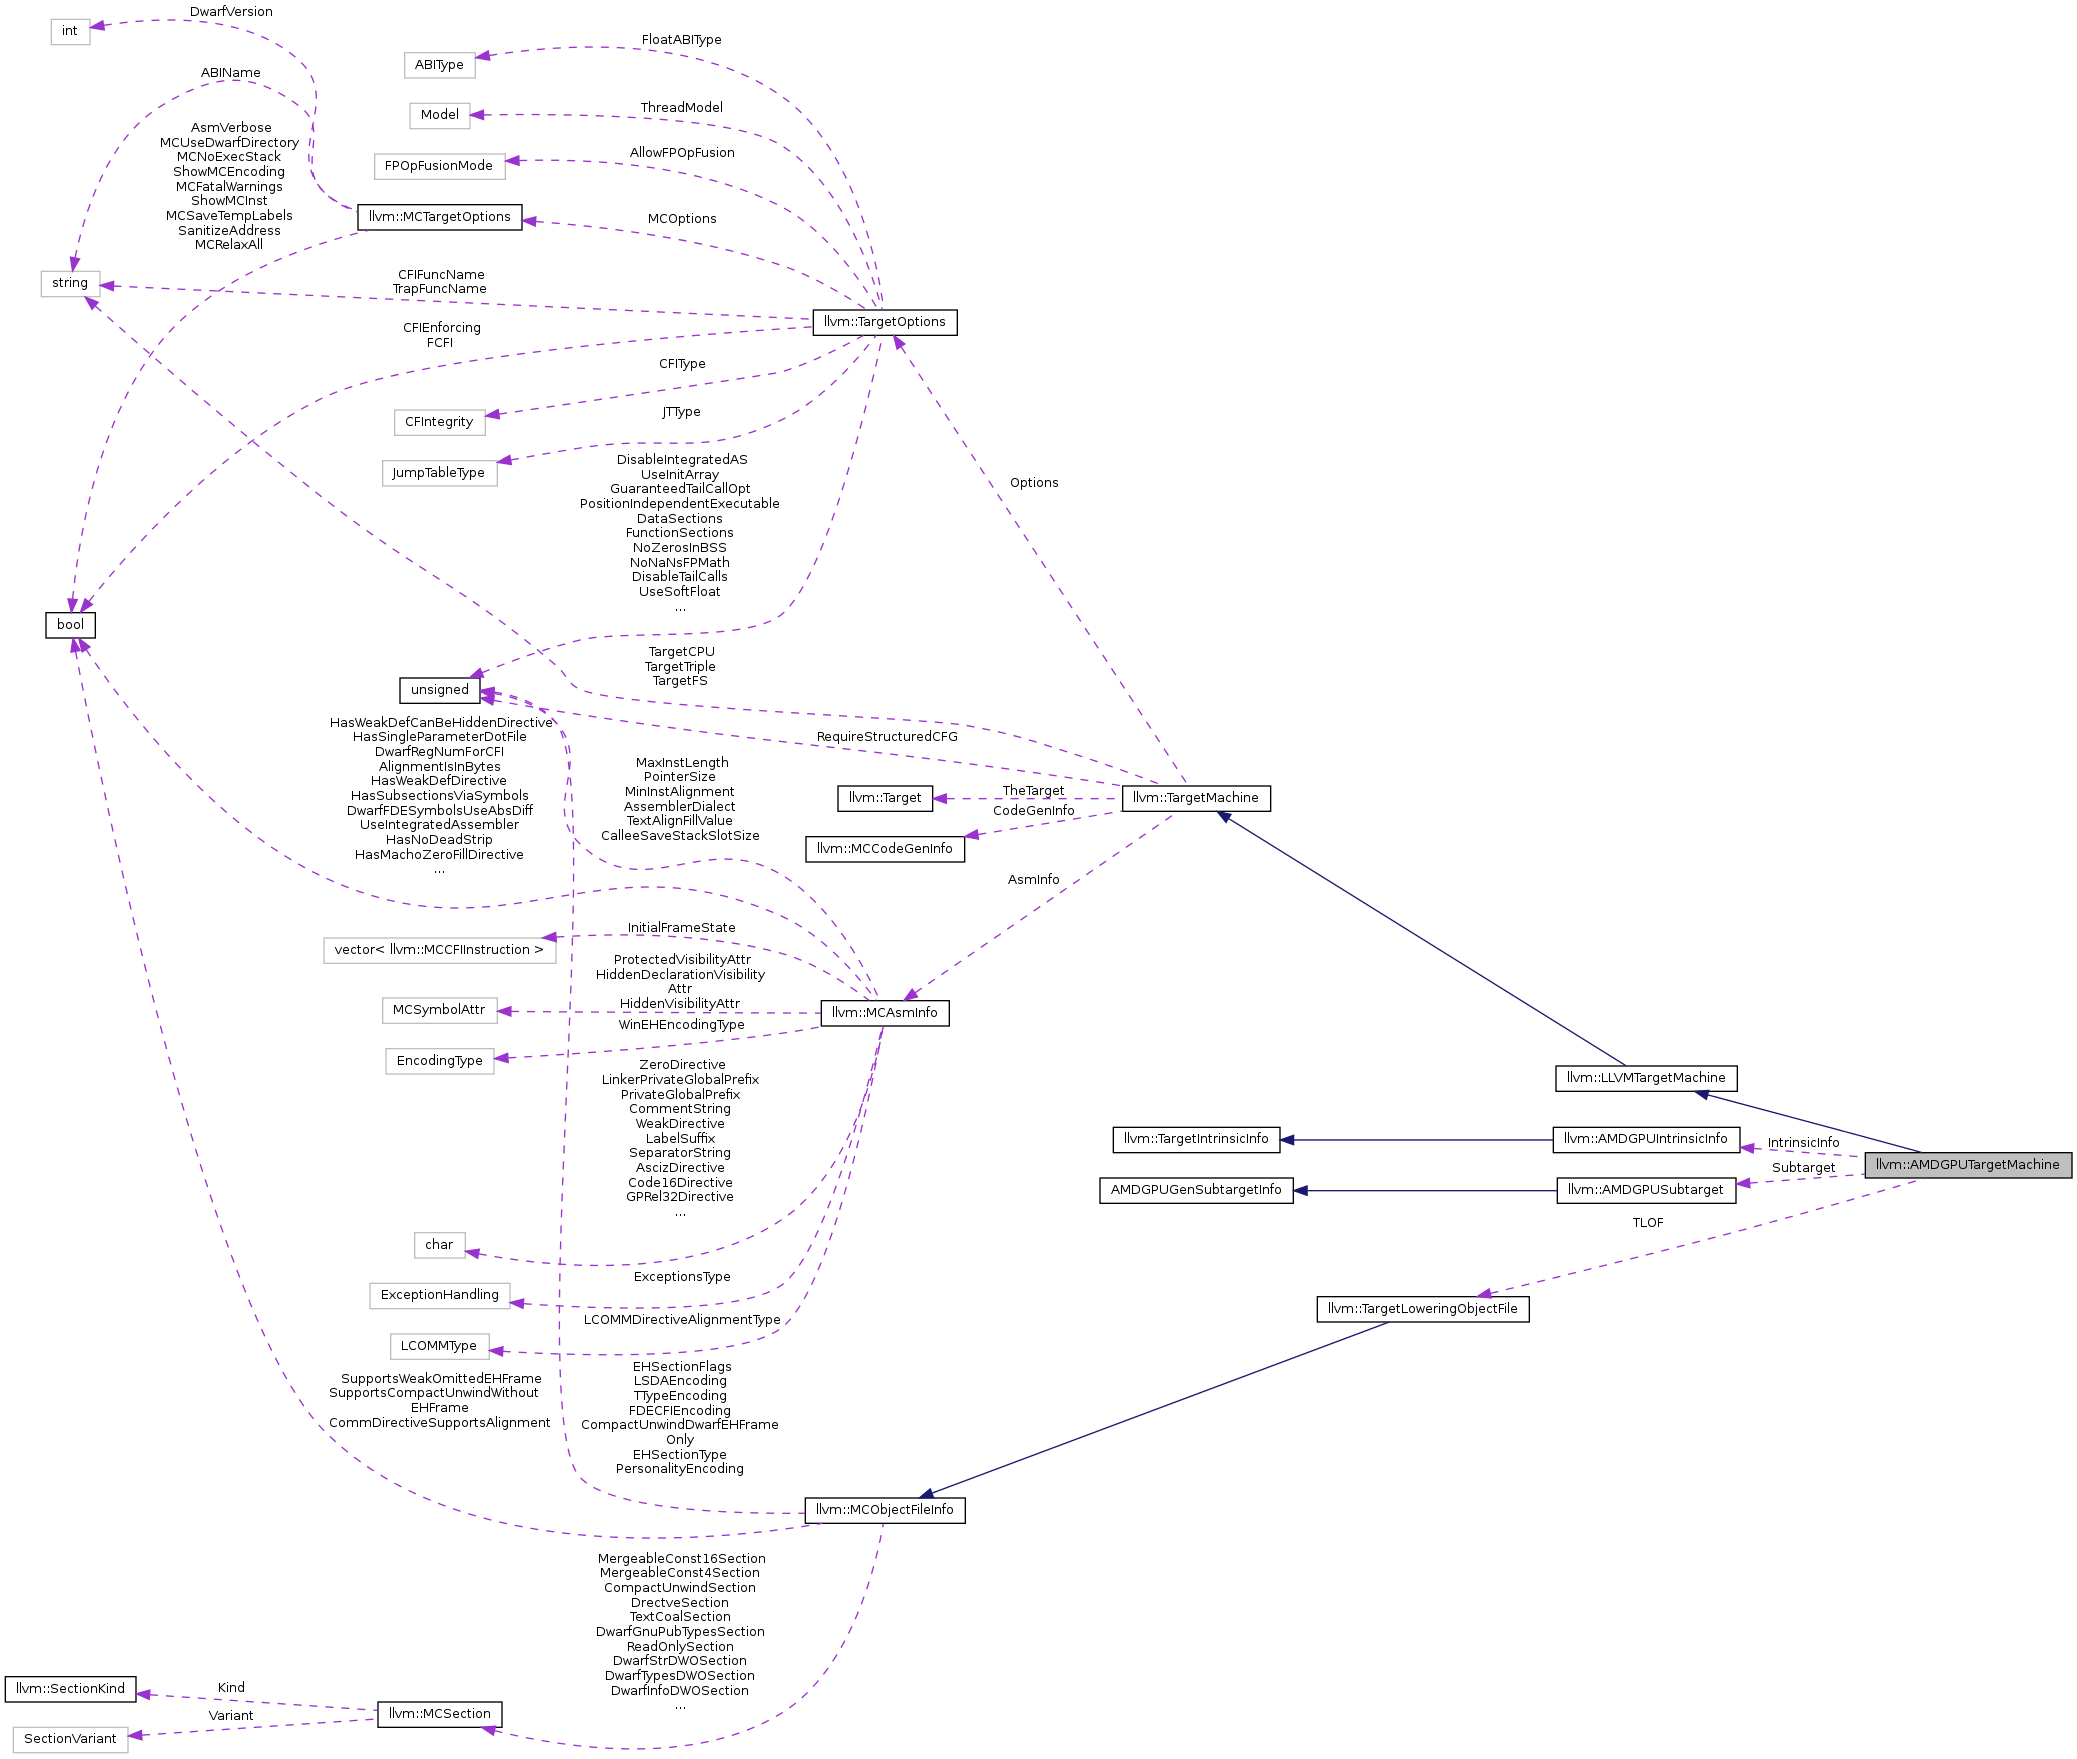 DwarfVersion
int
FloatABIType
ABIType
ABIName
ThreadModel
Model
AsmVerbose
MCUseDwarfDirectory
MCNoExecStack
ShowMCEncoding
MCFatalWarnings
ShowMCInst
MCSaveTempLabels
SanitizeAddress
MCRelaxAll
AllowFPOpFusion
FPOpFusionMode
llvm::MCTargetOptions
MCOptions
string
CFIFuncName
TrapFuncName
llvm::TargetOptions
CFIEnforcing
FCFI
CFIType
CFIntegrity
JTType
JumpTableType
DisableIntegratedAS
UseInitArray
GuaranteedTailCallOpt
PositionIndependentExecutable
DataSections
FunctionSections
NoZerosInBSS
NoNaNsFPMath
DisableTailCalls
UseSoftFloat
...
Options
bool
TargetCPU
TargetTriple
TargetFS
unsigned
HasWeakDefCanBeHiddenDirective
HasSingleParameterDotFile
DwarfRegNumForCFI
AlignmentIsInBytes
HasWeakDefDirective
HasSubsectionsViaSymbols
DwarfFDESymbolsUseAbsDiff
UseIntegratedAssembler
HasNoDeadStrip
HasMachoZeroFillDirective
...
RequireStructuredCFG
MaxInstLength
PointerSize
MinInstAlignment
AssemblerDialect
TextAlignFillValue
CalleeSaveStackSlotSize
llvm::Target
TheTarget
llvm::TargetMachine
CodeGenInfo
llvm::MCCodeGenInfo
AsmInfo
InitialFrameState
vector< llvm::MCCFIInstruction >
ProtectedVisibilityAttr
HiddenDeclarationVisibility
Attr
HiddenVisibilityAttr
MCSymbolAttr
llvm::MCAsmInfo
WinEHEncodingType
EncodingType
ZeroDirective
LinkerPrivateGlobalPrefix
PrivateGlobalPrefix
CommentString
WeakDirective
LabelSuffix
SeparatorString
AscizDirective
Code16Directive
GPRel32Directive
...
llvm::LLVMTargetMachine
llvm::TargetIntrinsicInfo
llvm::AMDGPUIntrinsicInfo
IntrinsicInfo
llvm::AMDGPUTargetMachine
Subtarget
AMDGPUGenSubtargetInfo
llvm::AMDGPUSubtarget
TLOF
char
ExceptionsType
ExceptionHandling
llvm::TargetLoweringObjectFile
LCOMMDirectiveAlignmentType
LCOMMType
SupportsWeakOmittedEHFrame
SupportsCompactUnwindWithout
EHFrame
CommDirectiveSupportsAlignment
EHSectionFlags
LSDAEncoding
TTypeEncoding
FDECFIEncoding
CompactUnwindDwarfEHFrame
Only
EHSectionType
PersonalityEncoding
llvm::MCObjectFileInfo
MergeableConst16Section
MergeableConst4Section
CompactUnwindSection
DrectveSection
TextCoalSection
DwarfGnuPubTypesSection
ReadOnlySection
DwarfStrDWOSection
DwarfTypesDWOSection
DwarfInfoDWOSection
...
llvm::SectionKind
Kind
llvm::MCSection
Variant
SectionVariant